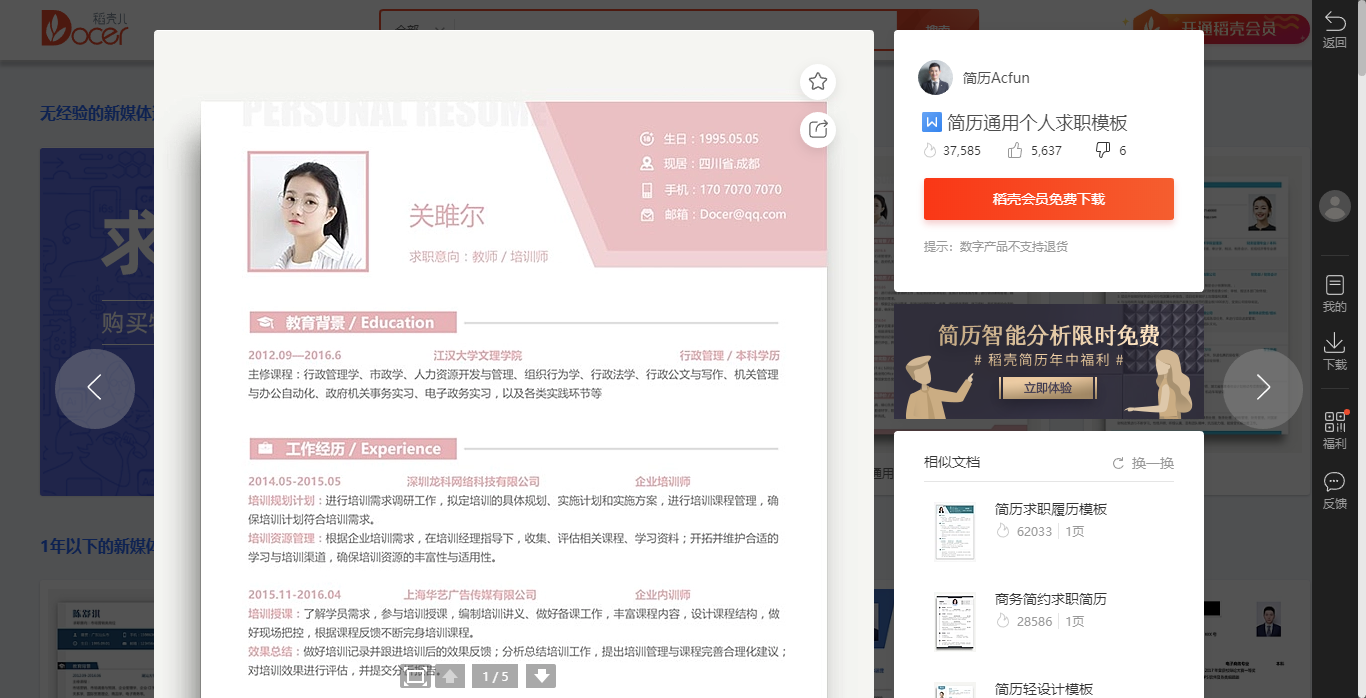 稻壳儿
Docer
全部
搜索
开通稻壳会员
返回
无经验的新媒体
求
购买
1年以下的新媒体
陈舒琪
PERSONAL RESUME
生日：1995.05.05
现居：四川省.成都
手机：170 7070 7070
邮箱：Docer@qq.com
关雎尔
求职意向：教师 / 培训师
教育背景 / Education
2012.09—2016.6 江汉大学文理学院 行政管理 / 本科学历
主修课程：行政管理学、市政学、人力资源开发与管理、组织行为学、行政法学、行政公文与写作、机关管理
与办公自动化、政府机关事务实习、电子政务实习，以及各类实践环节等
工作经历 / Experience
2014.05-2015.05 深圳龙科网络科技有限公司 企业培训师
培训规划计划：进行培训需求调研工作，拟定培训的具体规划、实施计划和实施方案，进行培训课程管理，确
保培训计划符合培训需求。
培训资源管理：根据企业培训需求，在培训经理指导下，收集、评估相关课程、学习资料；开拓并维护合适的
学习与培训渠道，确保培训资源的丰富性与适用性。
2015.11-2016.04 上海华艺广告传媒有限公司 企业内训师
培训授课：了解学员需求，参与培训授课，编制培训讲义、做好备课工作，丰富课程内容，设计课程结构，做
好现场把控，根据课程反馈不断完身培训课程。
效果总结：做好培训记录并跟进培训后的效果反馈；分析总结培训工作，提出培训管理与课程完善合理化建议；
对培训效果进行评估，并提交分析报告。
1 / 5
简历Acfun
W 简历通用个人求职模板
37,585 5,637 6
稻壳会员免费下载
提示：数字产品不支持退货
简历智能分析限时免费
# 稻壳简历年中福利 #
立即体验
相似文档 换一换
简历求职履历模板
62033 1页
商务简约求职简历
28586 1页
简历轻设计模板
我的
下载
福利
反馈